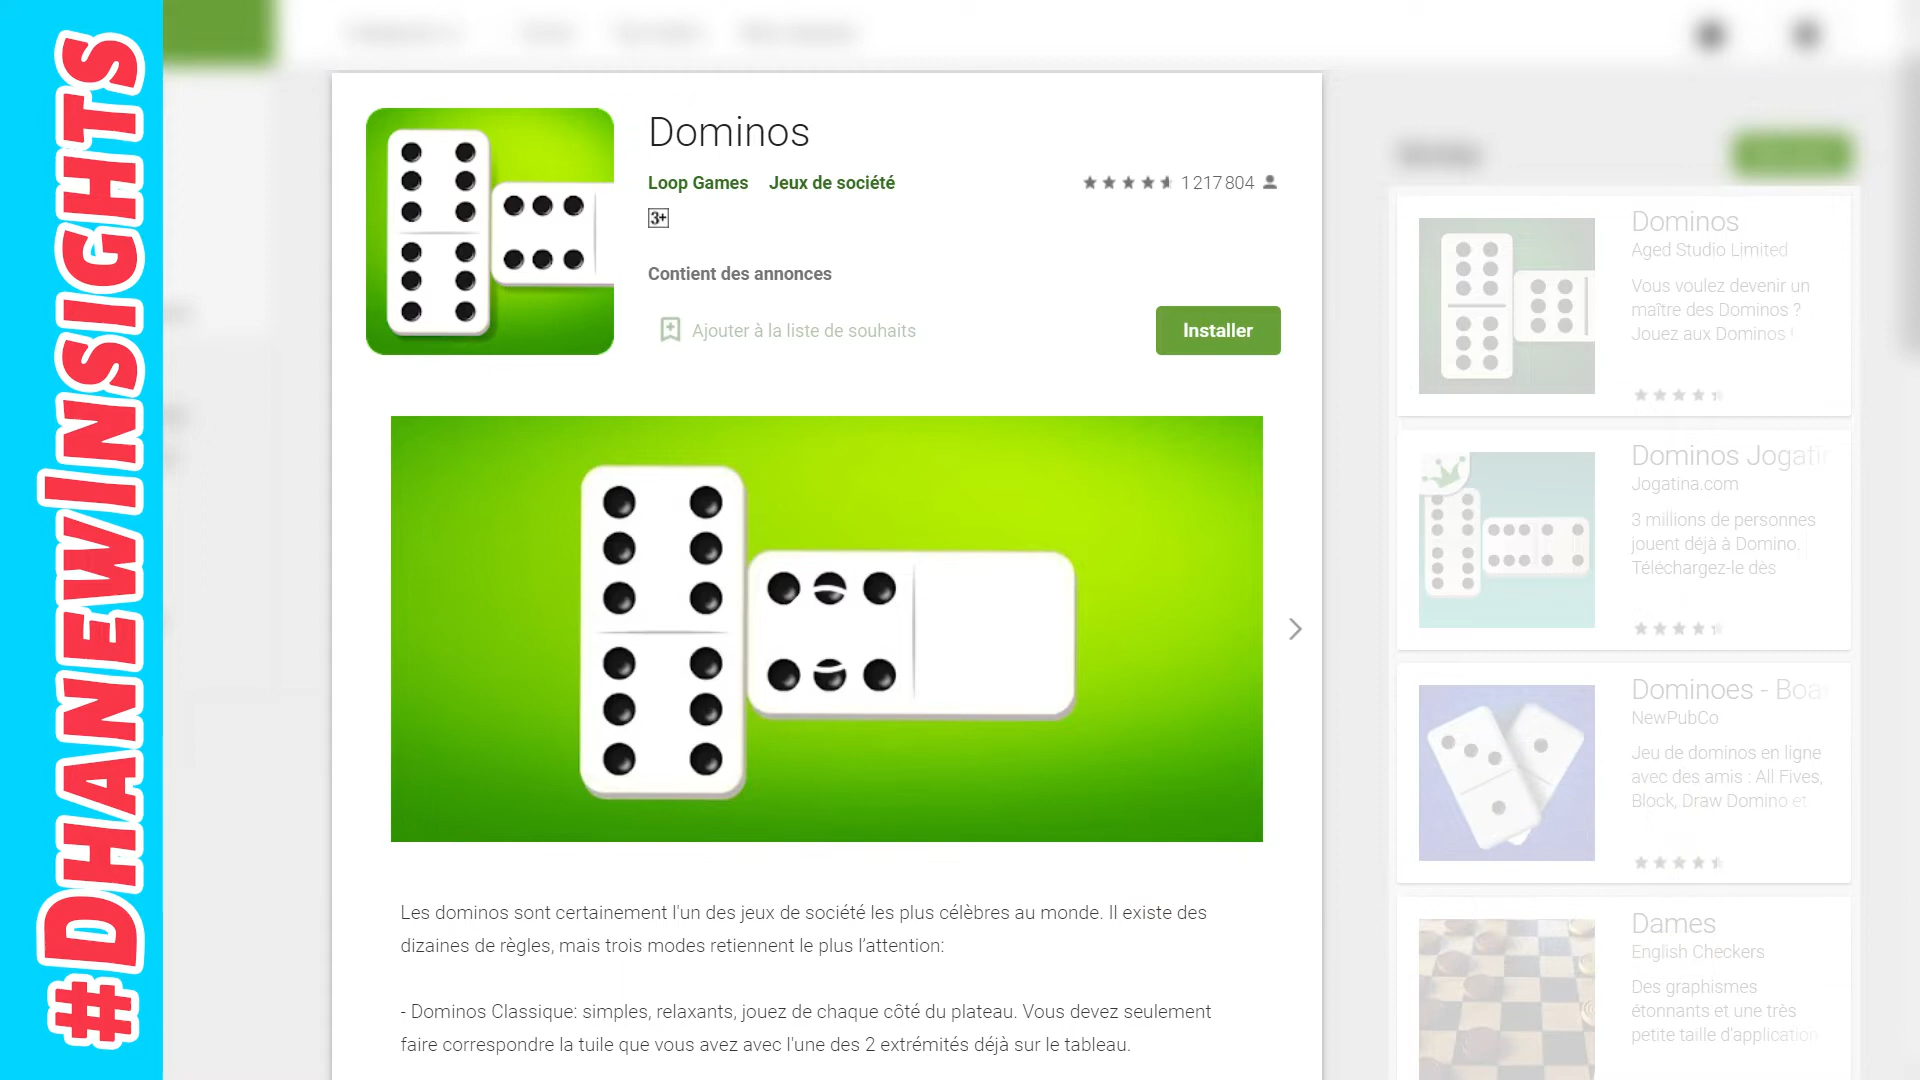 #DhanewInsights
Dominos
Loop Games Jeux de société
1 217 804
3+
Contient des annonces
Ajouter à la liste de souhaits
Installer
Les dominos sont certainement l'un des jeux de société les plus célèbres au monde. Il existe des
dizaines de règles, mais trois modes retiennent le plus l’attention:
- Dominos Classique: simples, relaxants, jouez de chaque côté du plateau. Vous devez seulement
faire correspondre la tuile que vous avez avec l'une des 2 extrémités déjà sur le tableau.
Dominos
Aged Studio Limited
Vous voulez devenir un
maître des Dominos ?
Jouez aux Dominos !
Dominos Jogatin
Jogatina.com
3 millions de personnes
jouent déjà à Domino.
Téléchargez-le dès
Dominoes - Boa
NewPubCo
Jeu de dominos en ligne
avec des amis : All Fives,
Block, Draw Domino et
Dames
English Checkers
Des graphismes
étonnants et une très
petite taille d'application